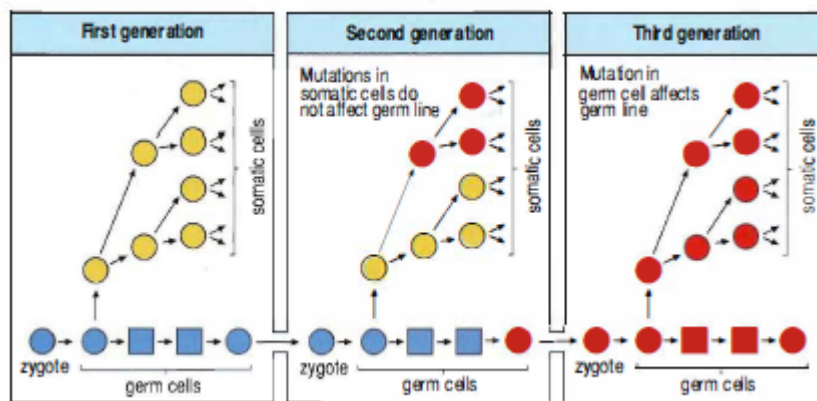 First generation
somatic cells
zygote
germ cells
Second generation
Mutations in
somatic cells do
not affect germ line
somatic cells
zygote
germ cells
Third generation
Mutation in
germ cell affects
germ line
somatic cells
zygote
germ cells